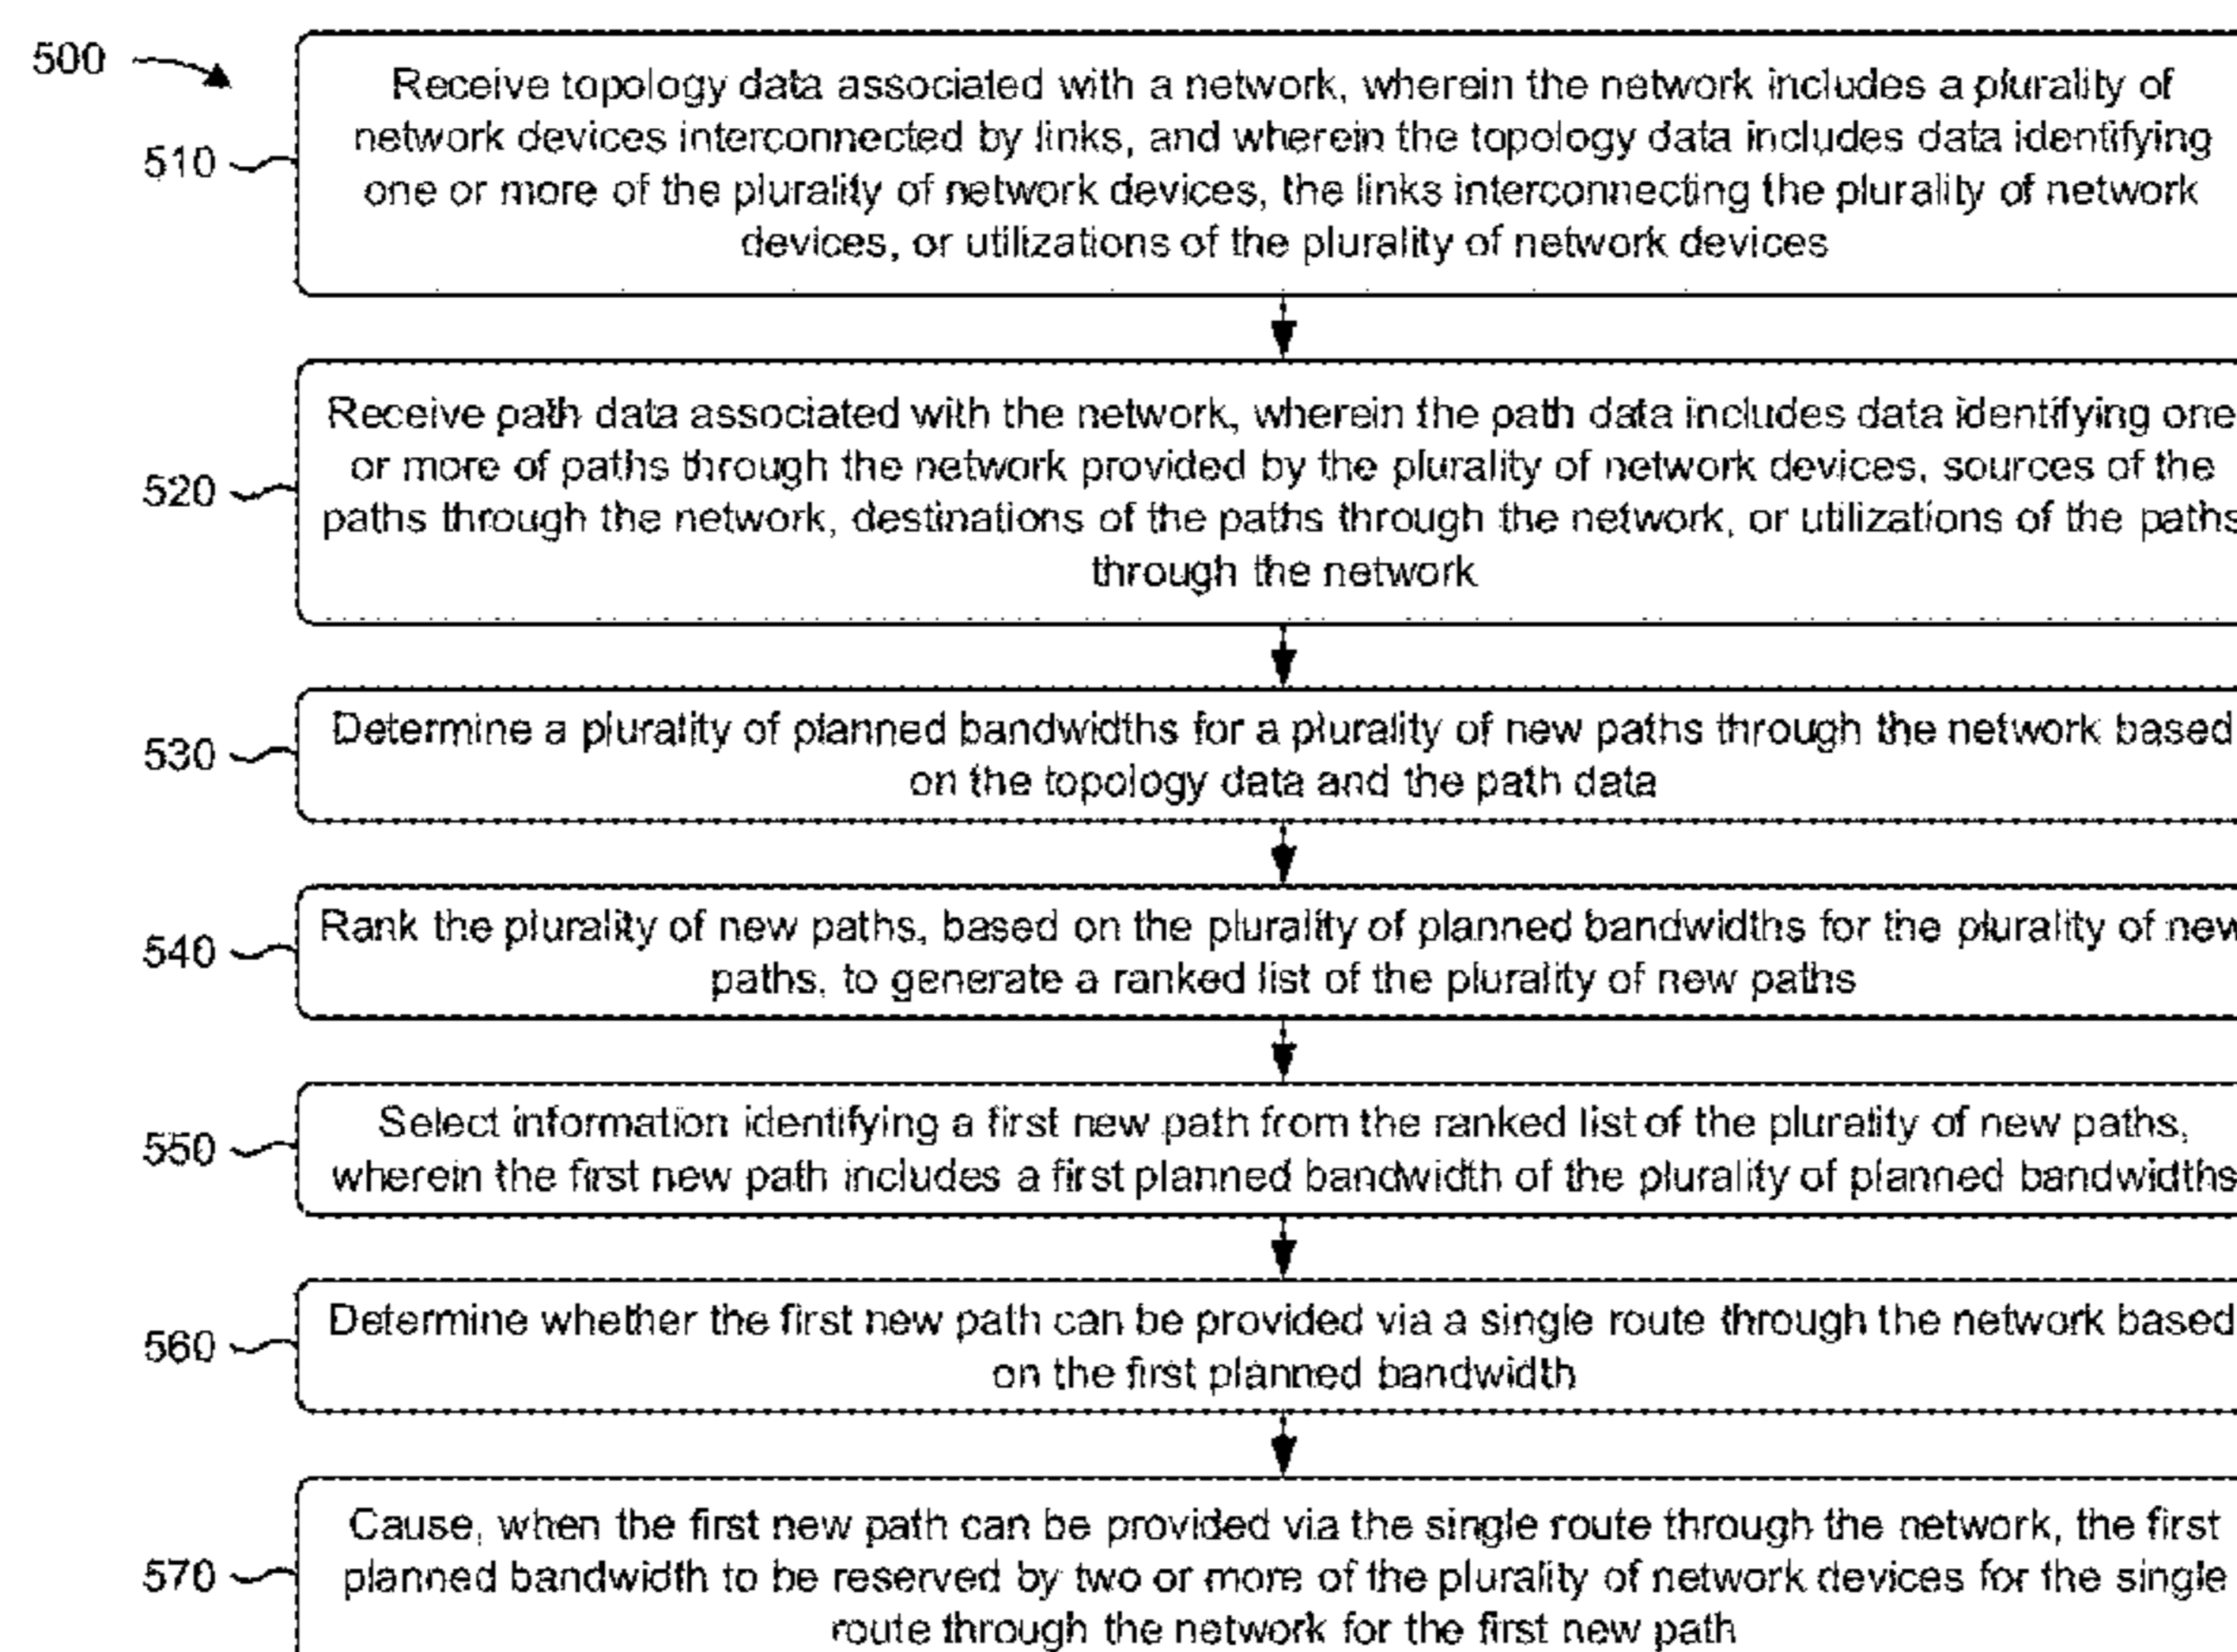 500
Receive topology data associated with a network, wherein the network includes a plurality of
network devices interconnected by links, and wherein the topology data includes data identifying
510
one or more of the plurality of network devices, the links interconnecting the plurality of network
devices, or utilizations of the plurality of network devices
Receive path data associated with the network, wherein the path data includes data identifying one
or more of paths through the network provided by the plurality of network devices, sources of the
520
paths through the network, destinations of the paths through the network, or utilizations of the paths
through the network
530
Determine a plurality of planned bandwidths for a plurality of new paths through the network based
on the topology data and the path data
540
Rank the plurality of new paths, based on the plurality of planned bandwidths for the plurality of new
paths, to generate a ranked list of the plurality of new paths
550
Select information identifying a first new path from the ranked list of the plurality of new paths,
wherein the first new path includes a first planned bandwidth of the plurality of planned bandwidths
560
Determine whether the first new path can be provided via a single route through the network based
on the first planned bandwidth
570
Cause, when the first new path can be provided via the single route through the network, the first
planned bandwidth to be reserved by two or more of the plurality of network devices for the single
route through the network for the first new path